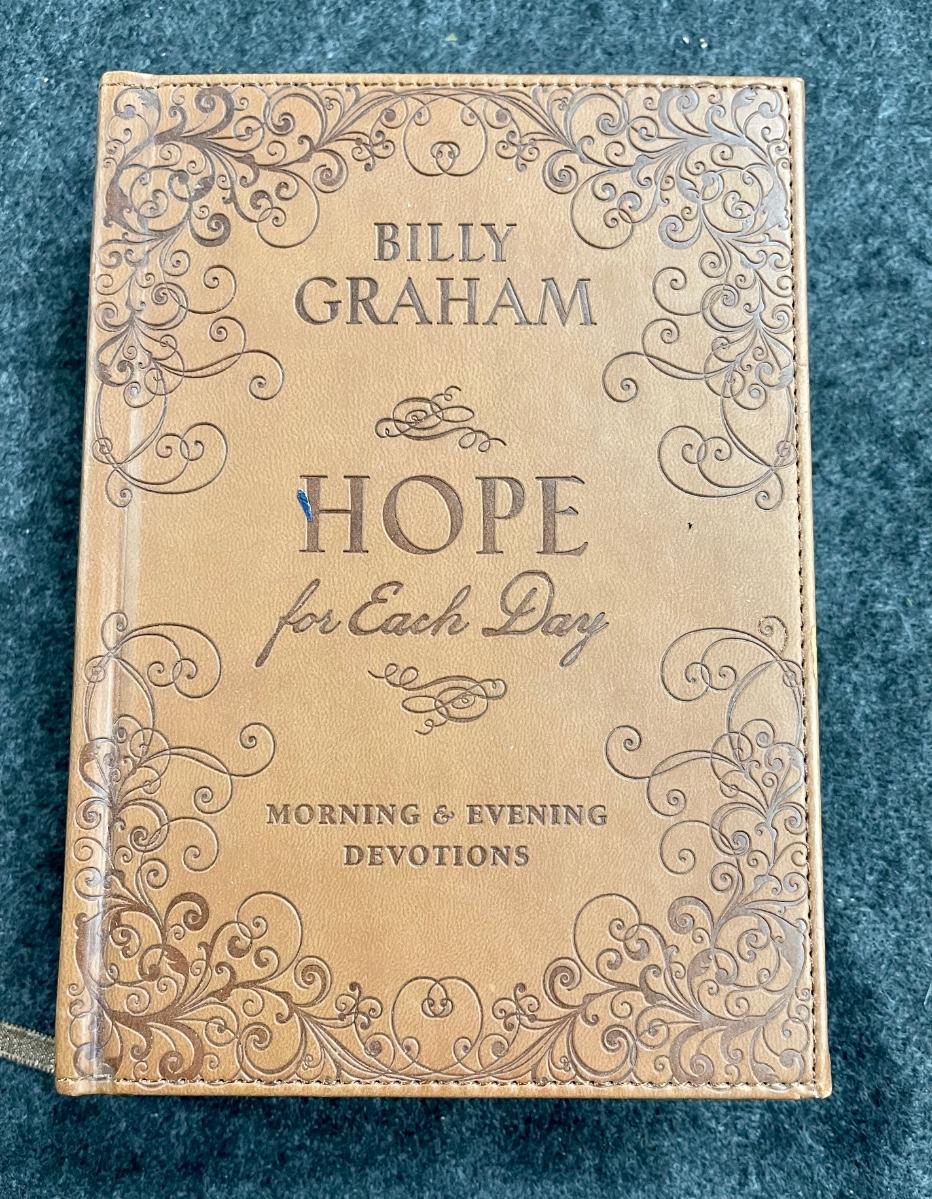 BILLY
GRAHAM
HOPE
for Each Day
MORNING & EVENING
DEVOTIONS